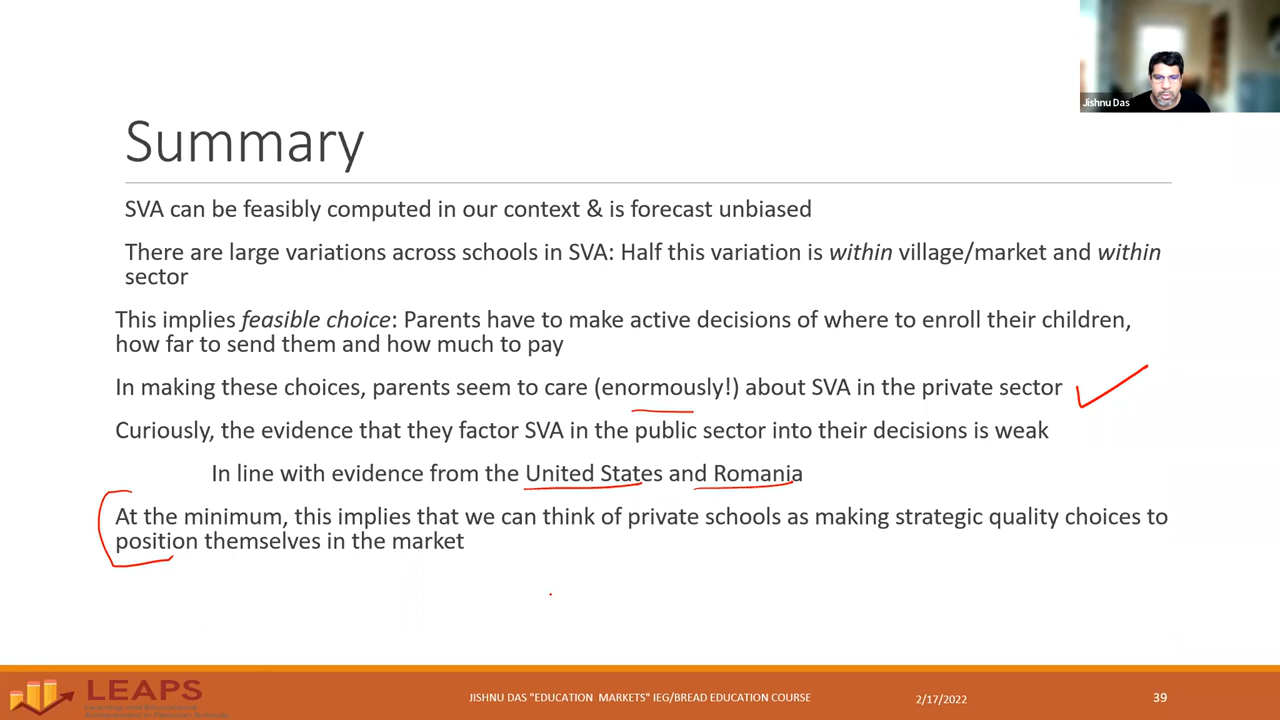 Jishnu Das
Summary
SVA can be feasibly computed in our context & is forecast unbiased
There are large variations across schools in SVA: Half this variation is within village/market and within
sector
This implies feasible choice: Parents have to make active decisions of where to enroll their children,
how far to send them and how much to pay
In making these choices, parents seem to care (enormously!) about SVA in the private sector
Curiously, the evidence that they factor SVA in the public sector into their decisions is weak
In line with evidence from the United States and Romania
At the minimum, this implies that we can think of private schools as making strategic quality choices to
position themselves in the market
LEAPS
Learning and Educational
Achievement in Pakistan Schools
JISHNU DAS "EDUCATION MARKETS" IEG/BREAD EDUCATION COURSE
2/17/2022
39